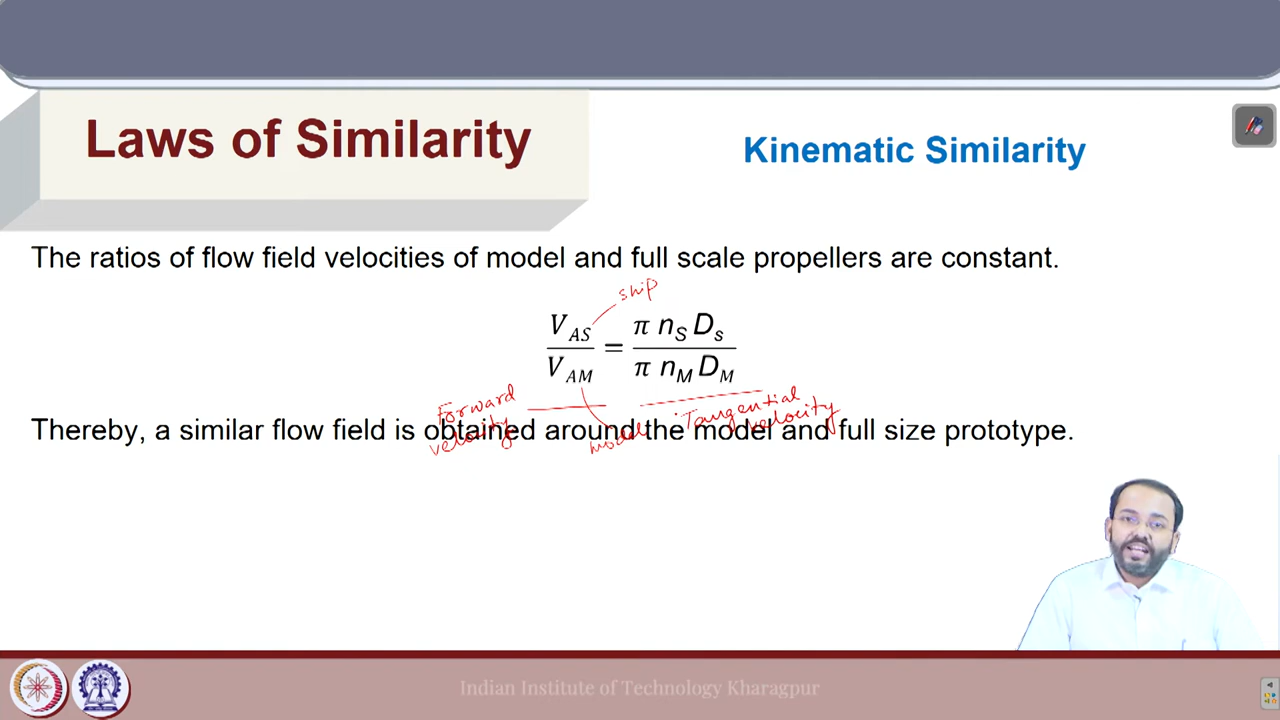 Laws of Similarity
Kinematic Similarity
The ratios of flow field velocities of model and full scale propellers are constant.
ship
V_AS / V_AM = π n_S D_s / π n_M D_M
Forward velocity
model
Tangential velocity
Thereby, a similar flow field is obtained around the model and full size prototype.
Indian Institute of Technology Kharagpur